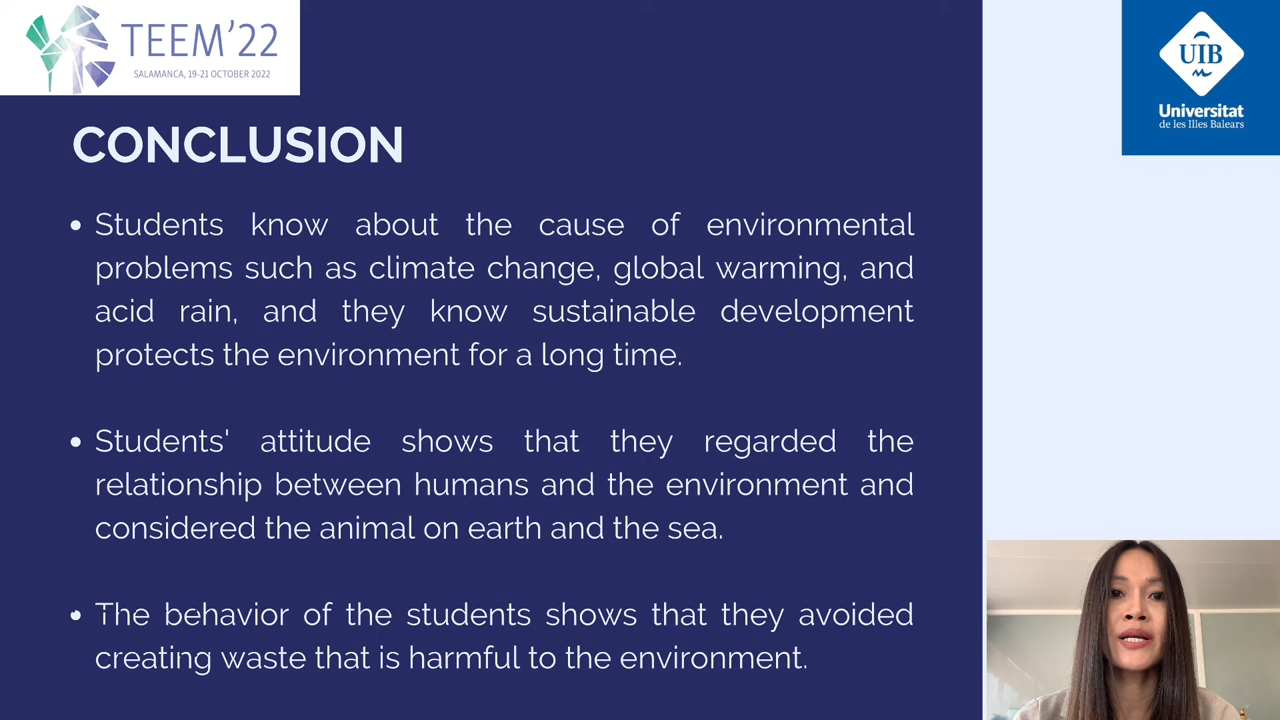 TEEM’22
SALAMANCA, 19-21 OCTOBER 2022
UIB
Universitat
de les Illes Balears
CONCLUSION
• Students know about the cause of environmental
problems such as climate change, global warming, and
acid rain, and they know sustainable development
protects the environment for a long time.
• Students' attitude shows that they regarded the
relationship between humans and the environment and
considered the animal on earth and the sea.
• The behavior of the students shows that they avoided
creating waste that is harmful to the environment.